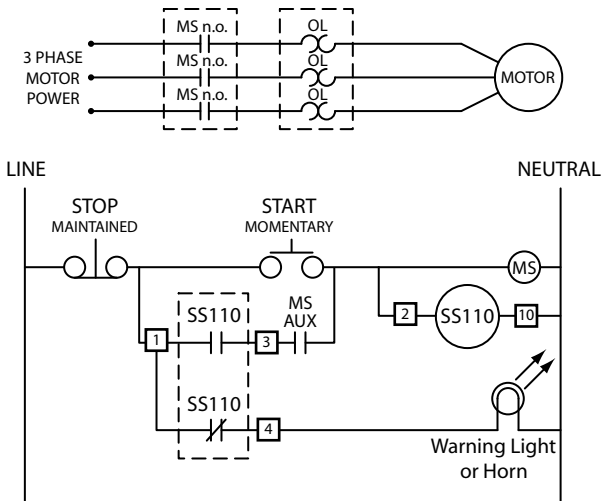 MS n.o.
OL
3 PHASE
MOTOR
POWER
MS n.o.
OL
MS n.o.
OL
MOTOR
LINE
NEUTRAL
STOP
MAINTAINED
START
MOMENTARY
MS
SS110
MS
AUX
1
3
2
SS110
10
SS110
4
Warning Light
or Horn